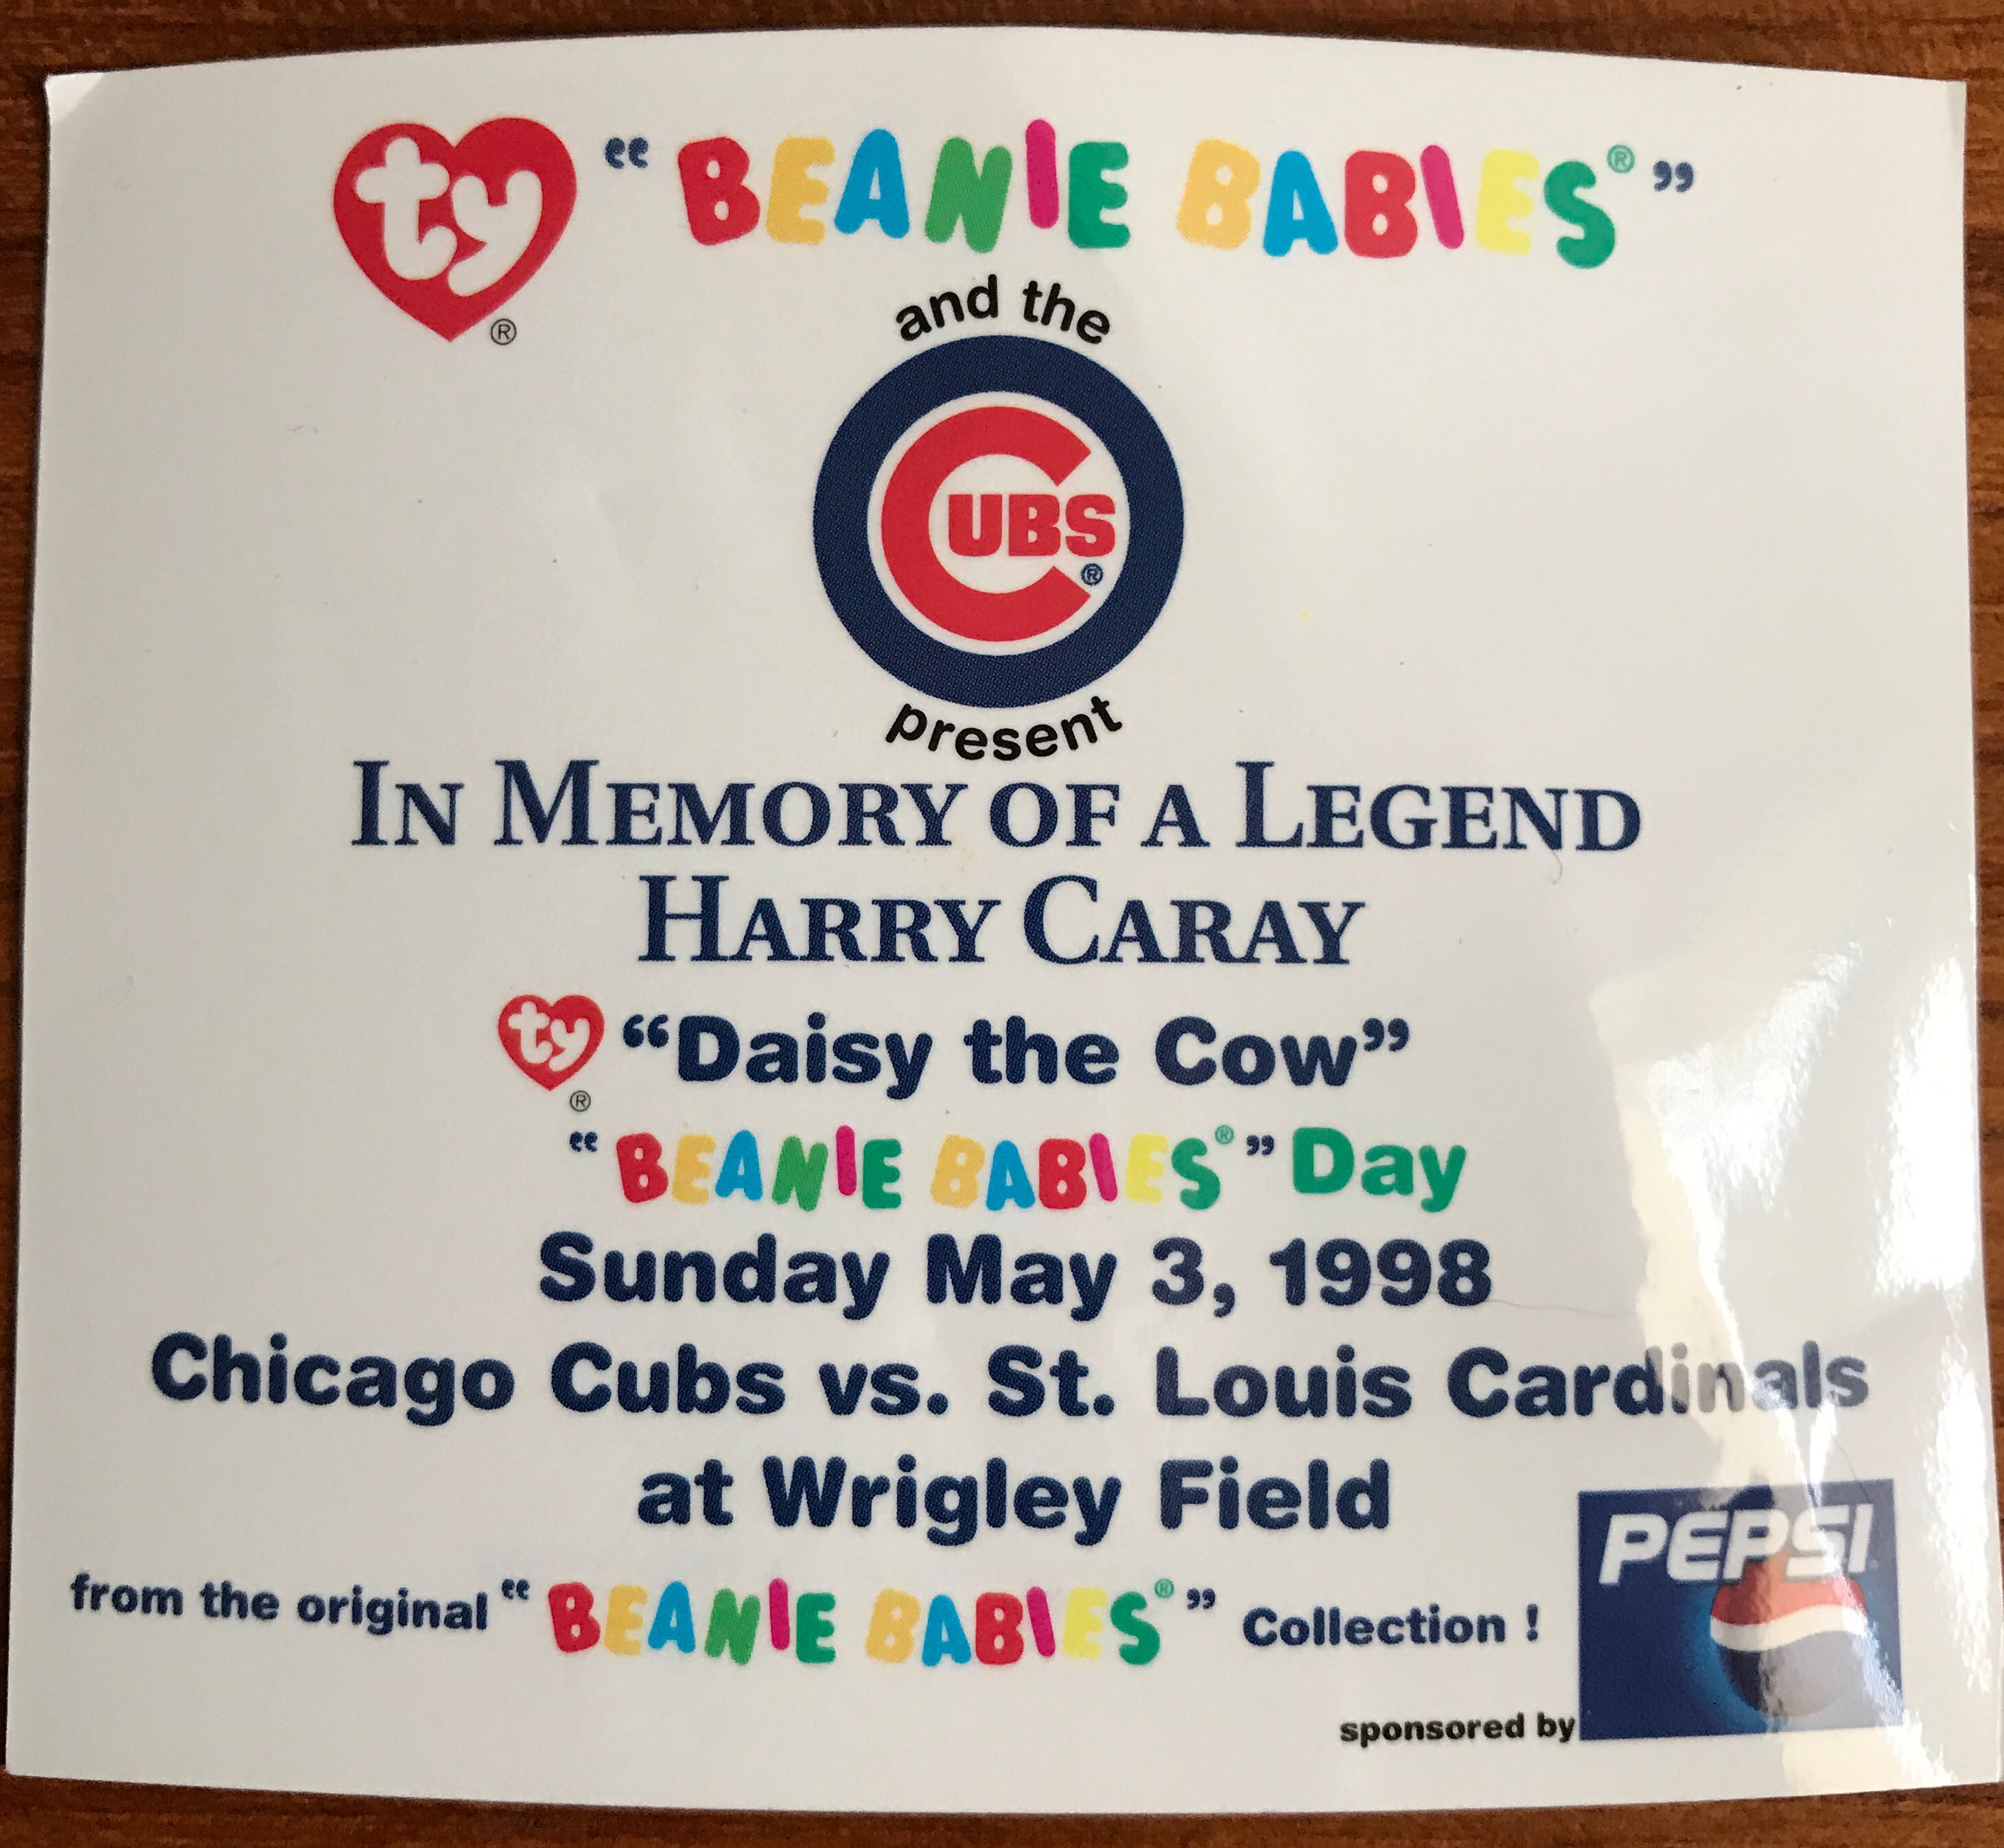 ty ® “BEANIE BABIES®”
and the
CUBS®
present
IN MEMORY OF A LEGEND
HARRY CARAY
ty ® “Daisy the Cow”
“BEANIE BABIES®” Day
Sunday May 3, 1998
Chicago Cubs vs. St. Louis Cardinals
at Wrigley Field
from the original “BEANIE BABIES®” Collection !
sponsored by PEPSI